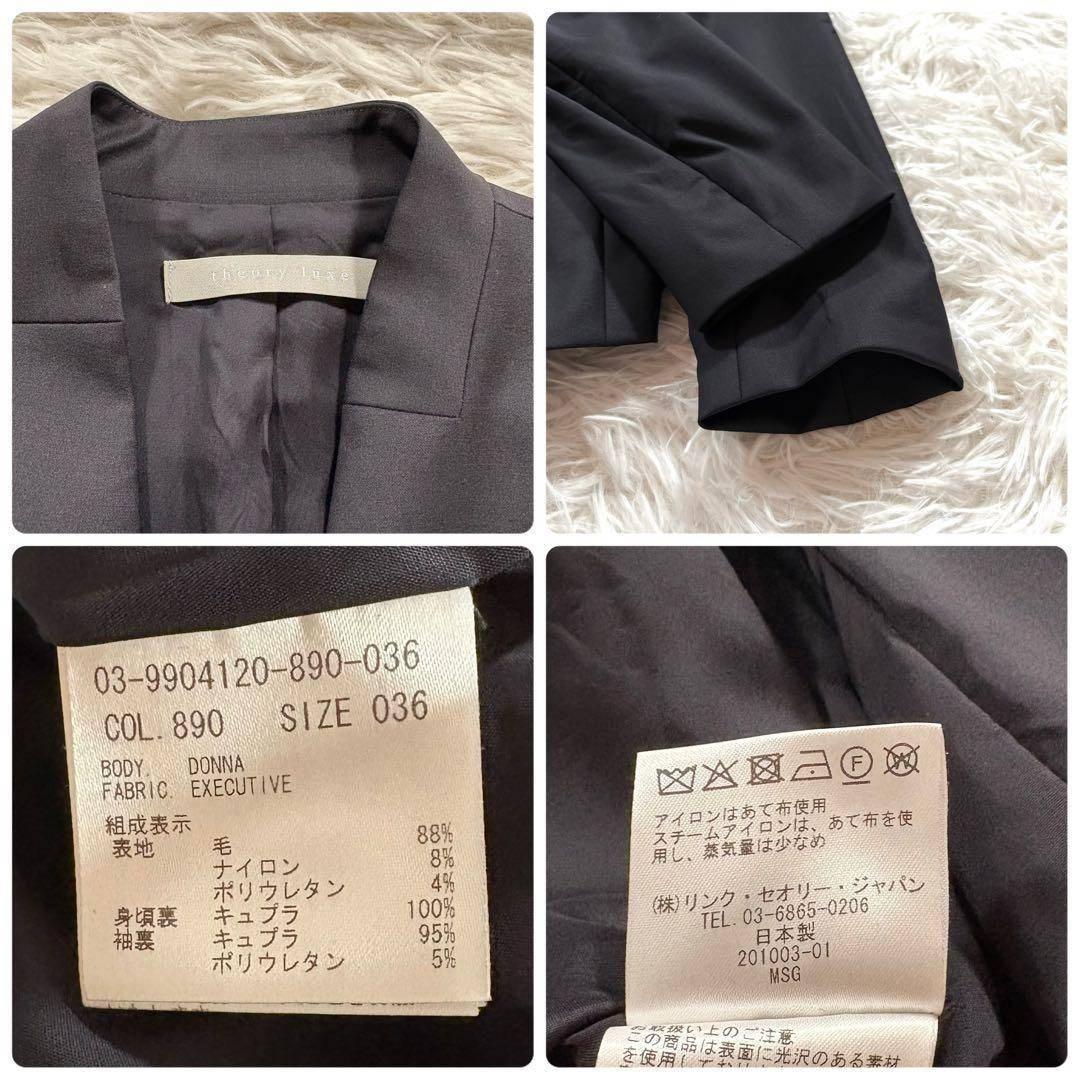 theory luxe
03-9904120-890-036
COL. 890 SIZE 036
BODY. DONNA
FABRIC. EXECUTIVE
組成表示
表地 毛 88%
ナイロン 8%
ポリウレタン 4%
身頃裏 キュプラ 100%
袖裏 キュプラ 95%
ポリウレタン 5%
F W
アイロンはあて布使用
スチームアイロンは、あて布を使
用し、蒸気量は少なめ
(株)リンク・セオリー・ジャパン
TEL. 03-6865-0206
日本製
201003-01
MSG
お取扱い上のご注意
この商品は表面に光沢のある素材
を使用しており